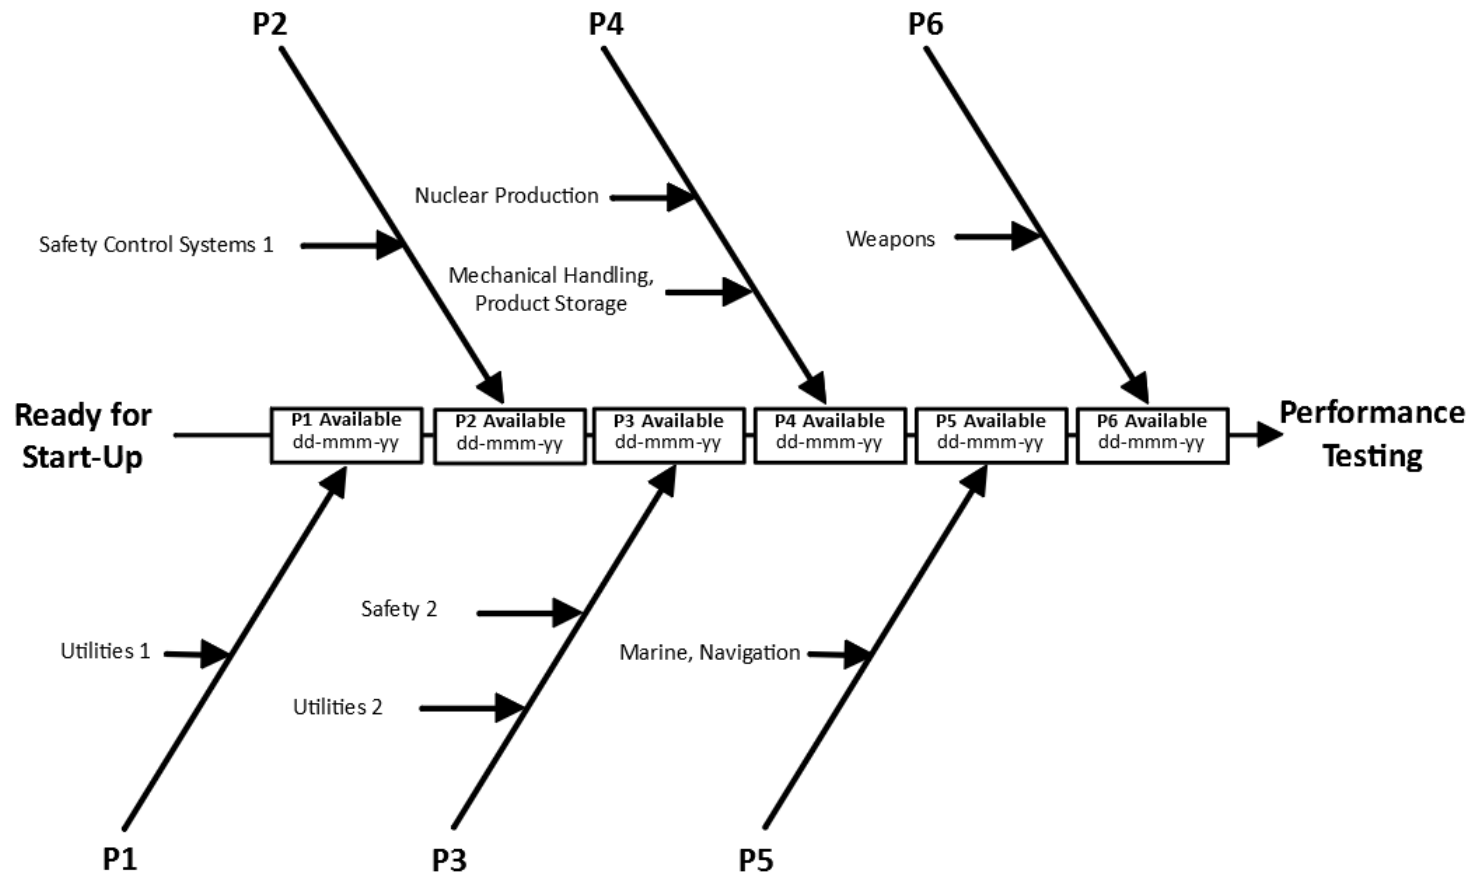 P2
P4
P6
Nuclear Production
Safety Control Systems 1
Weapons
Mechanical Handling,
Product Storage
Ready for
Start-Up
P1 Available
dd-mmm-yy
P2 Available
dd-mmm-yy
P3 Available
dd-mmm-yy
P4 Available
dd-mmm-yy
P5 Available
dd-mmm-yy
P6 Available
dd-mmm-yy
Performance
Testing
Safety 2
Utilities 1
Marine, Navigation
Utilities 2
P1
P3
P5